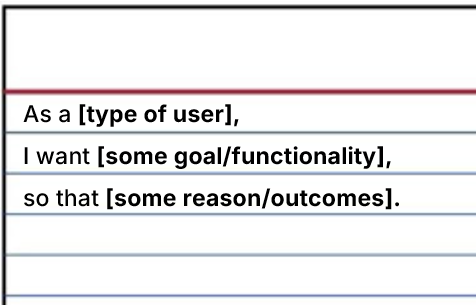 As a [type of user],
I want [some goal/functionality],
so that [some reason/outcomes].